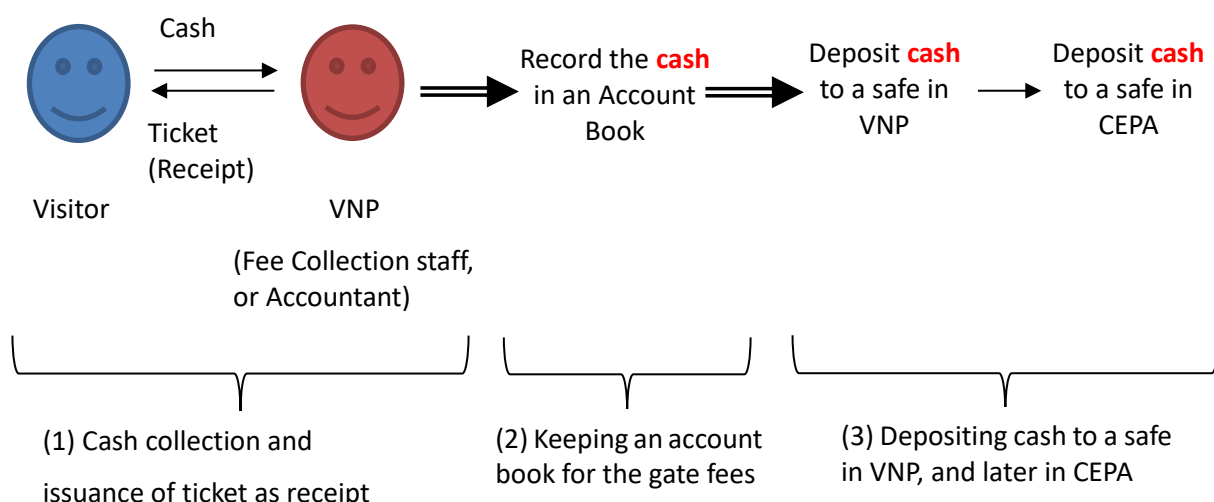 Cash
Ticket
(Receipt)
Visitor
VNP
(Fee Collection staff,
or Accountant)
Record the cash
in an Account
Book
Deposit cash
to a safe in
VNP
Deposit cash
to a safe in
CEPA
(1) Cash collection and
issuance of ticket as receipt
(2) Keeping an account
book for the gate fees
(3) Depositing cash to a safe
in VNP, and later in CEPA